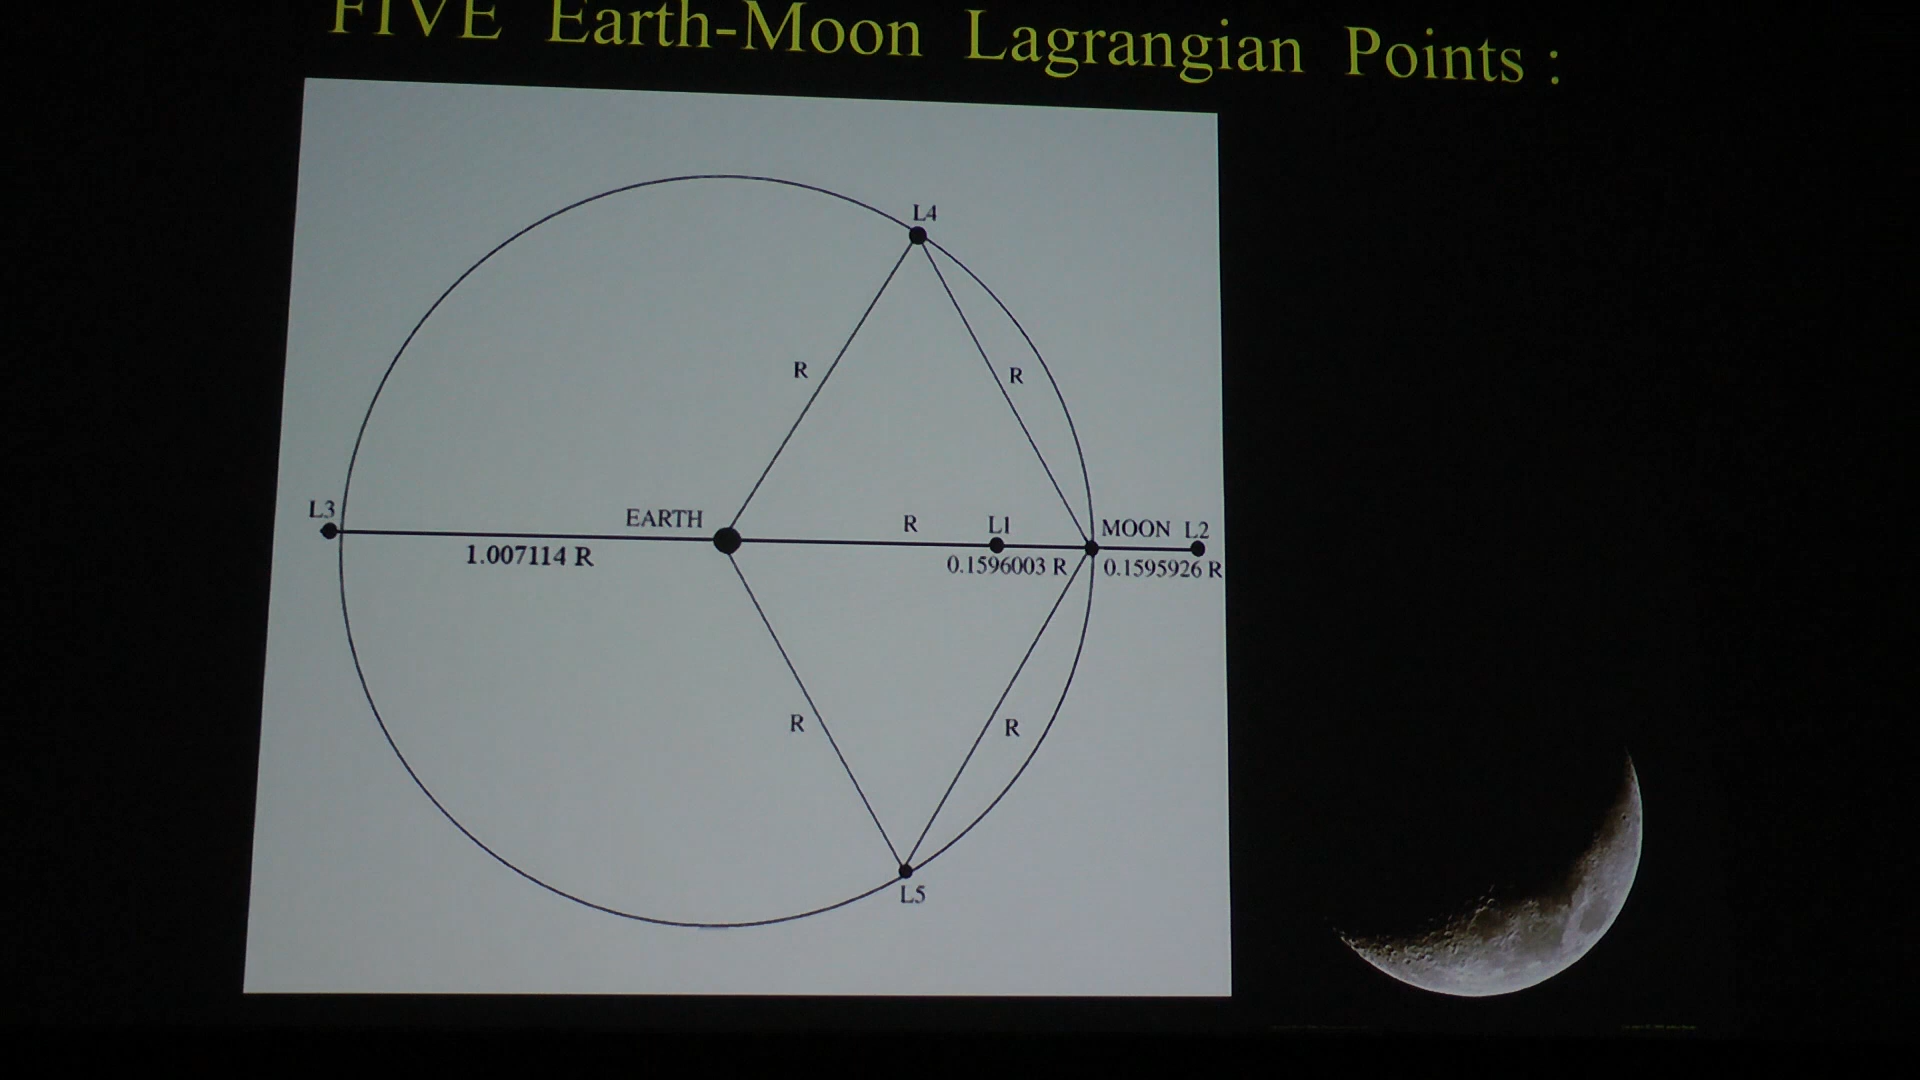 FIVE Earth-Moon Lagrangian Points :
L4
R
R
L3
EARTH
R
L1
MOON L2
1.007114 R
0.1596003 R
0.1595926 R
R
R
L5